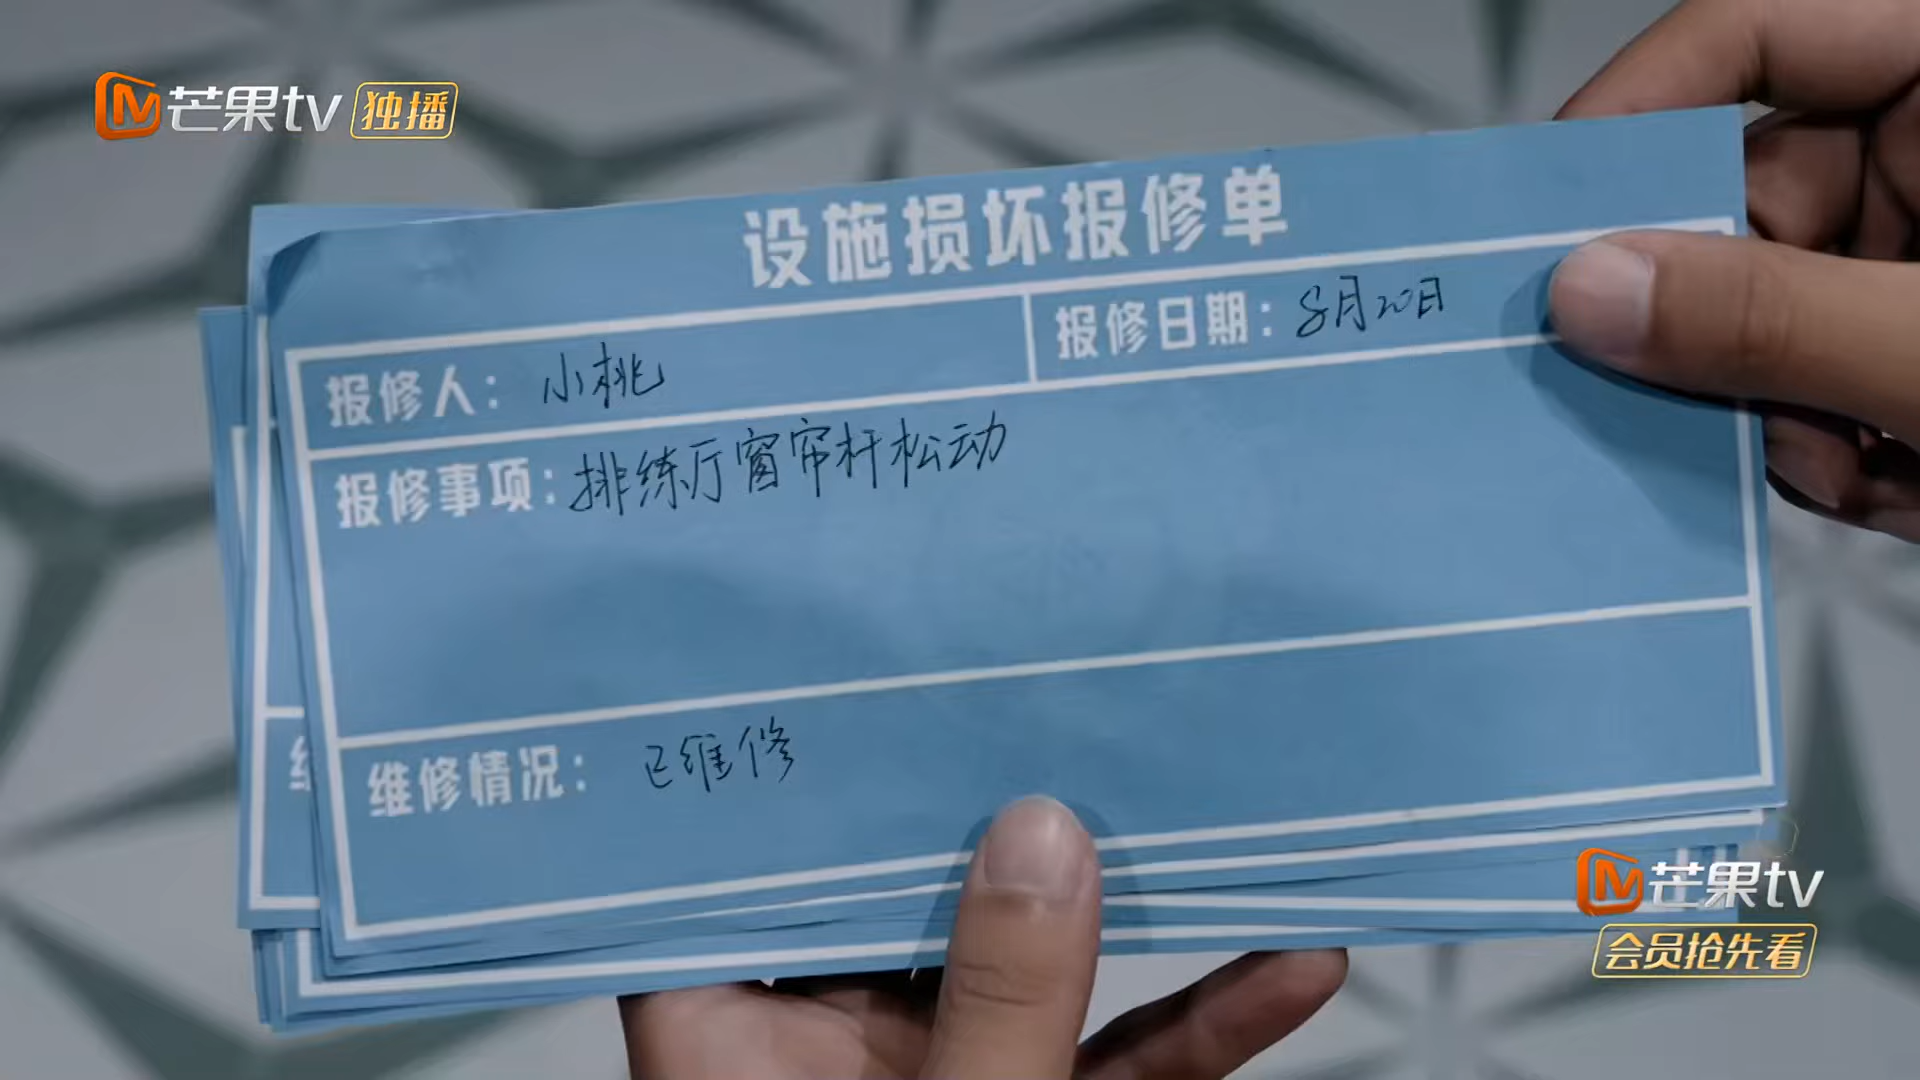 芒果tv 独播
设施损坏报修单
报修人：小桃
报修日期：8月20日
报修事项：排练厅窗帘杆松动
维修情况：已维修
芒果tv
会员抢先看